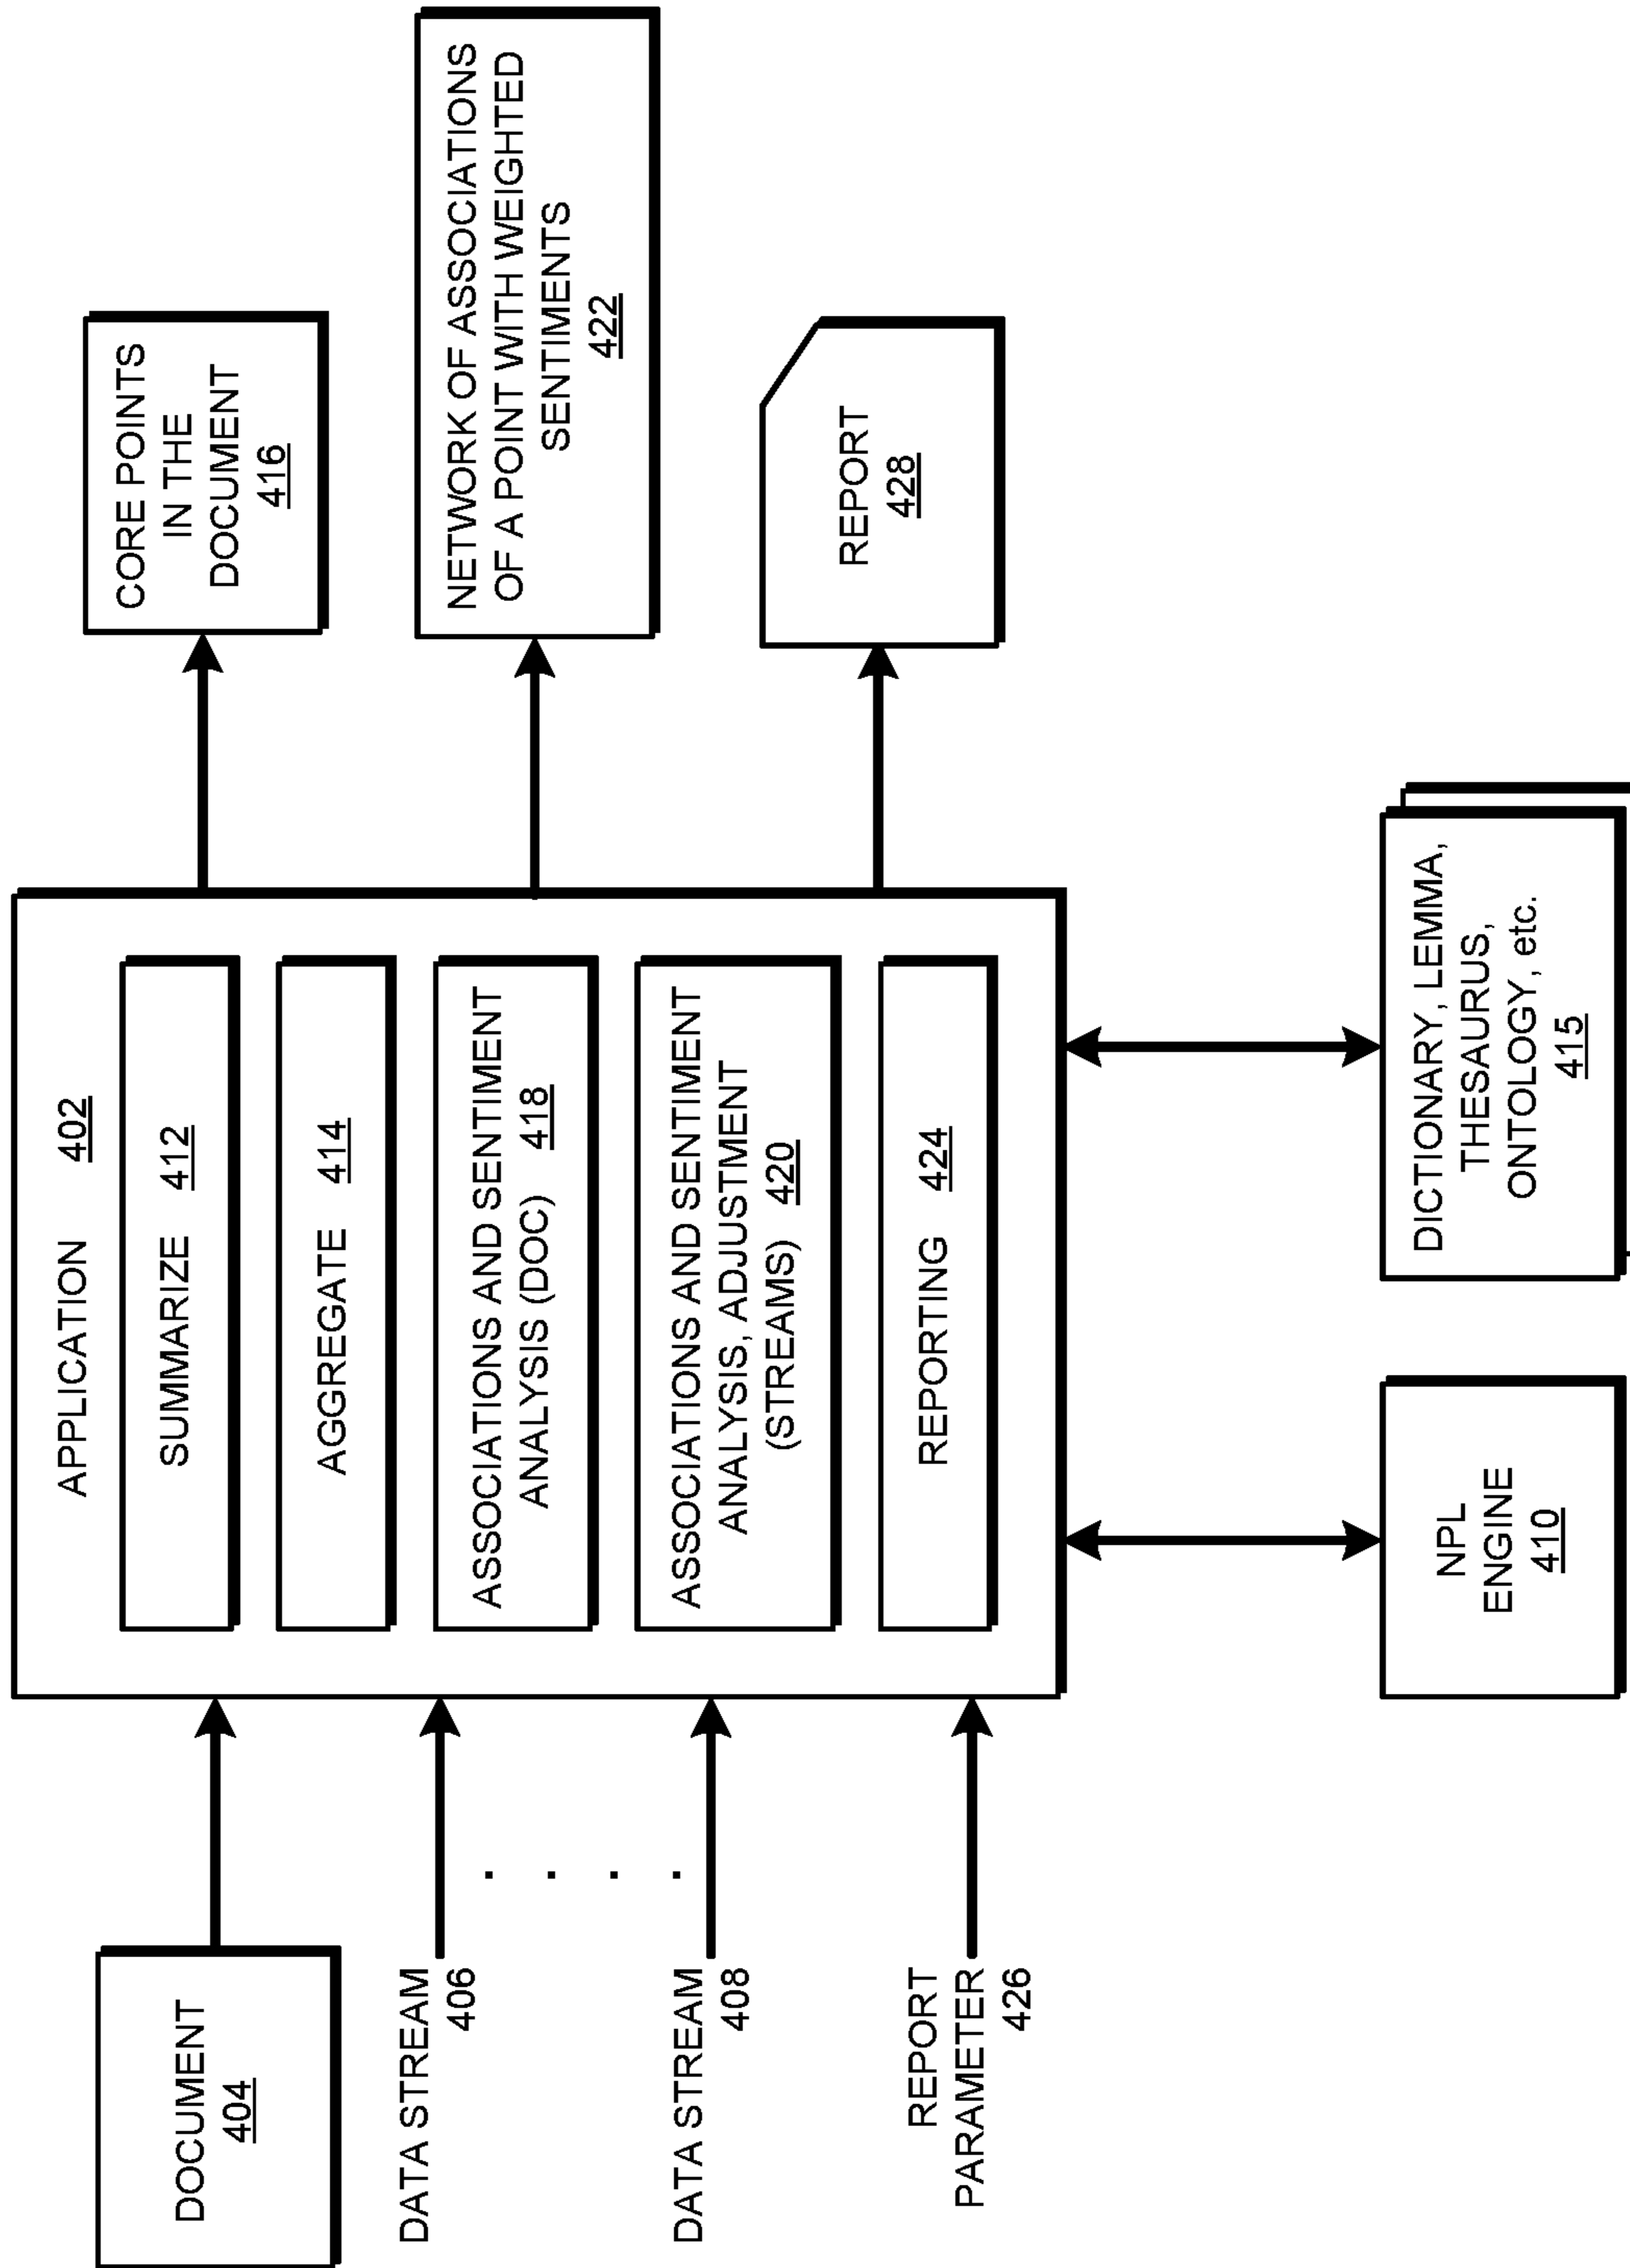 DOCUMENT
404
DATA STREAM
406
DATA STREAM
408
REPORT
PARAMETER
426
APPLICATION 402
SUMMARIZE 412
AGGREGATE 414
ASSOCIATIONS AND SENTIMENT
ANALYSIS (DOC) 418
ASSOCIATIONS AND SENTIMENT
ANALYSIS, ADJUSTMENT
(STREAMS) 420
REPORTING 424
CORE POINTS
IN THE
DOCUMENT
416
NETWORK OF ASSOCIATIONS
OF A POINT WITH WEIGHTED
SENTIMENTS
422
REPORT
428
NPL
ENGINE
410
DICTIONARY, LEMMA,
THESAURUS,
ONTOLOGY, etc.
415